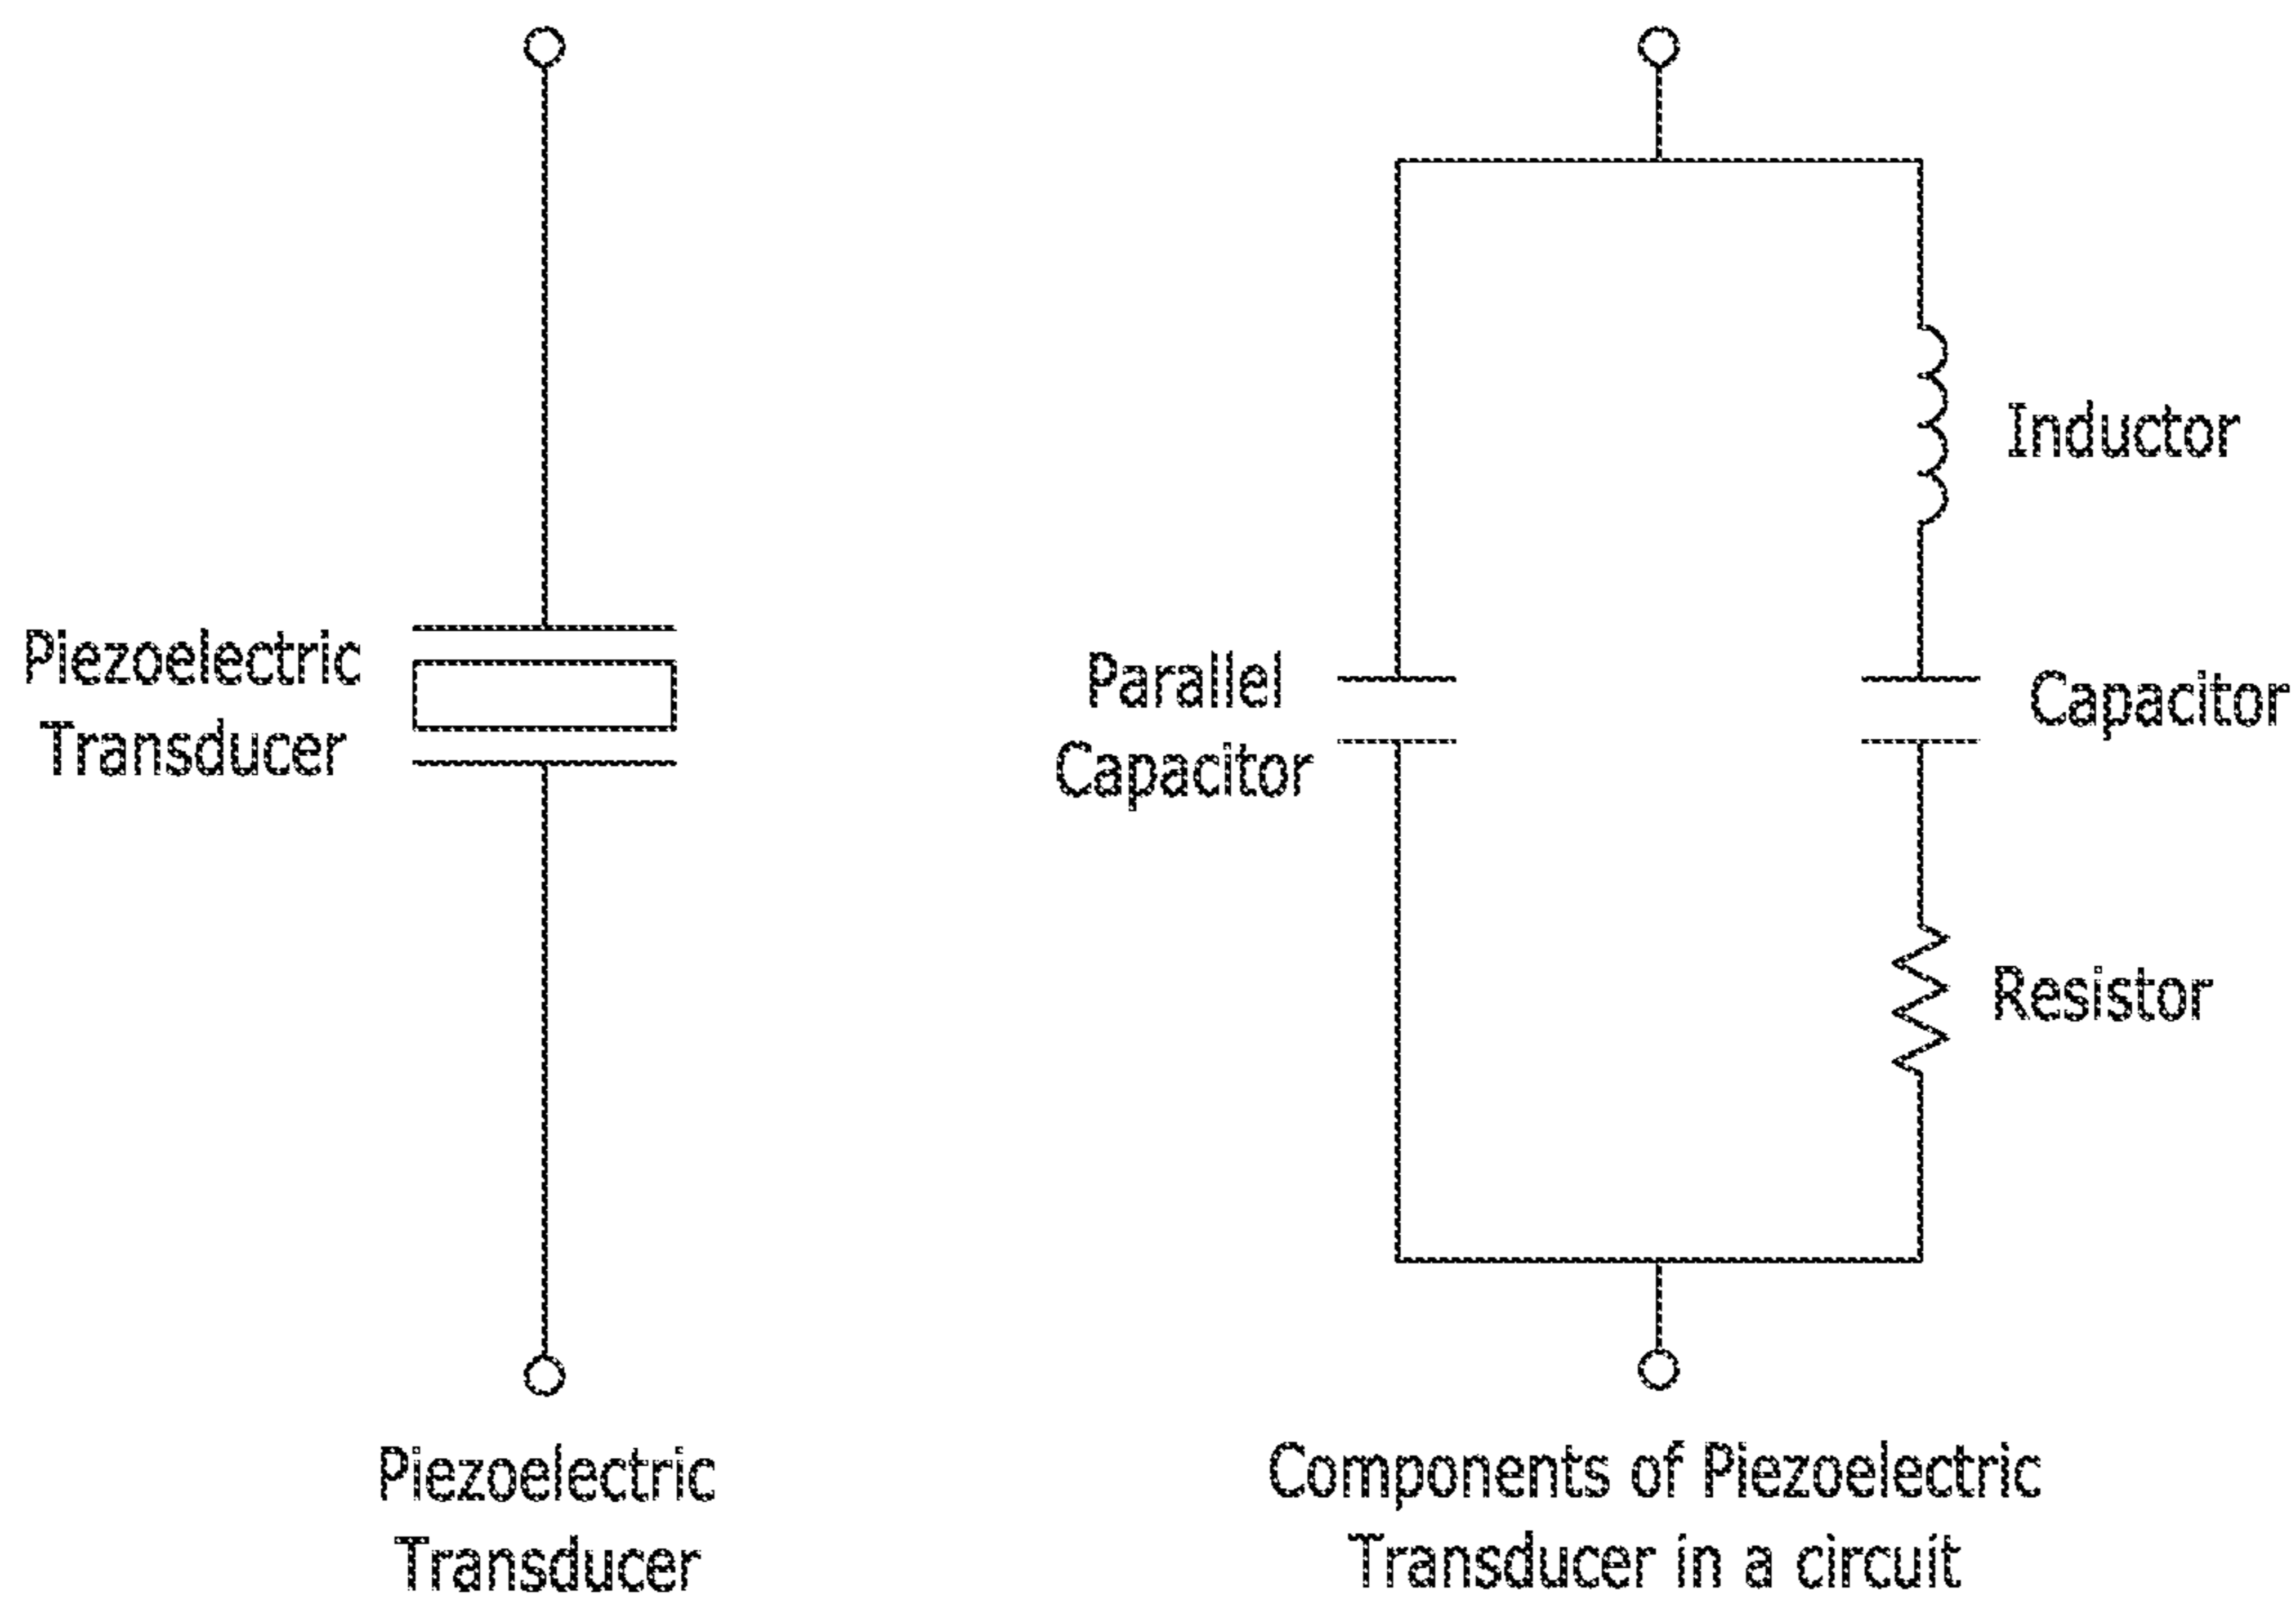 Piezoelectric
Transducer
Parallel
Capacitor
Inductor
Capacitor
Resistor
Piezoelectric
Transducer
Components of Piezoelectric
Transducer in a circuit